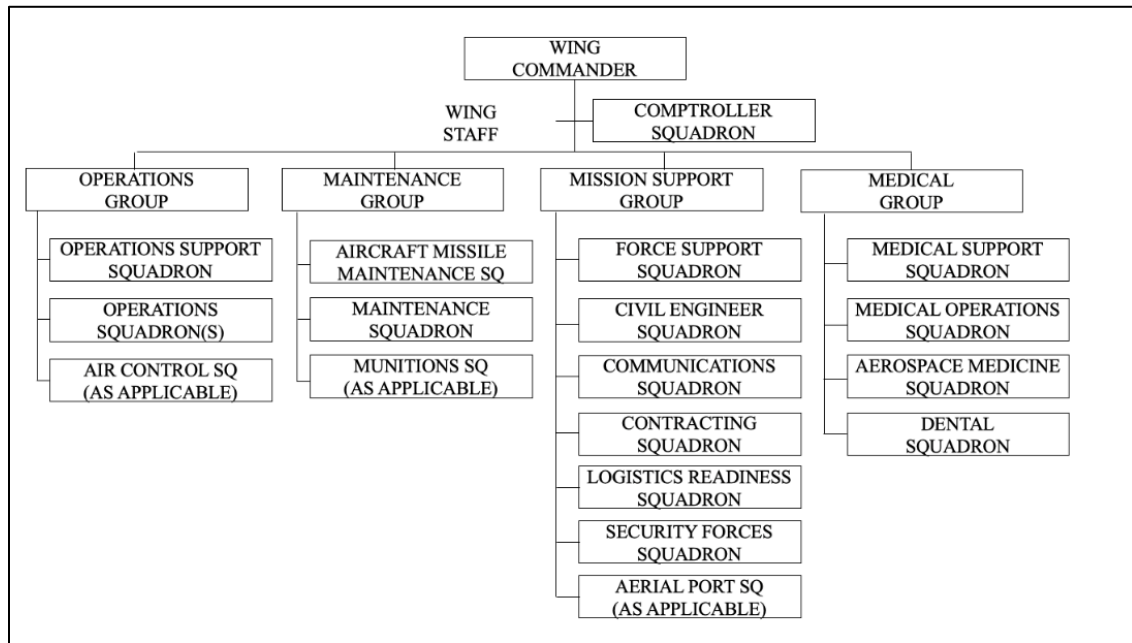 WING
COMMANDER
WING
STAFF
COMPTROLLER
SQUADRON
OPERATIONS
GROUP
OPERATIONS SUPPORT
SQUADRON
OPERATIONS
SQUADRON(S)
AIR CONTROL SQ
(AS APPLICABLE)
MAINTENANCE
GROUP
AIRCRAFT MISSILE
MAINTENANCE SQ
MAINTENANCE
SQUADRON
MUNITIONS SQ
(AS APPLICABLE)
MISSION SUPPORT
GROUP
FORCE SUPPORT
SQUADRON
CIVIL ENGINEER
SQUADRON
COMMUNICATIONS
SQUADRON
CONTRACTING
SQUADRON
LOGISTICS READINESS
SQUADRON
SECURITY FORCES
SQUADRON
AERIAL PORT SQ
(AS APPLICABLE)
MEDICAL
GROUP
MEDICAL SUPPORT
SQUADRON
MEDICAL OPERATIONS
SQUADRON
AEROSPACE MEDICINE
SQUADRON
DENTAL
SQUADRON